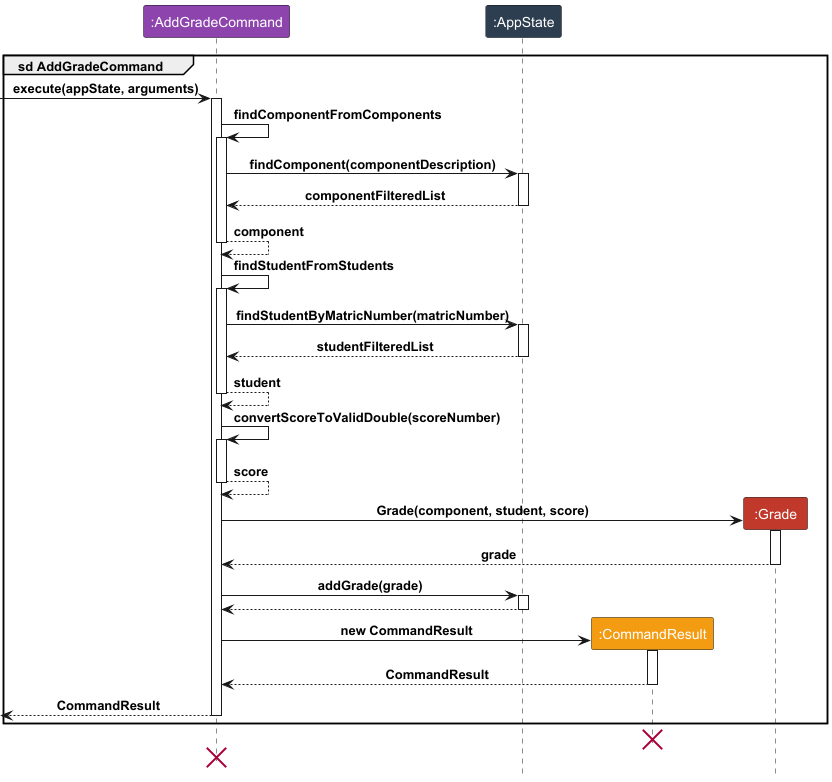 :AddGradeCommand
:AppState
sd AddGradeCommand
execute(appState, arguments)
findComponentFromComponents
findComponent(componentDescription)
componentFilteredList
component
findStudentFromStudents
findStudentByMatricNumber(matricNumber)
studentFilteredList
student
convertScoreToValidDouble(scoreNumber)
score
Grade(component, student, score)
:Grade
grade
addGrade(grade)
new CommandResult
:CommandResult
CommandResult
CommandResult